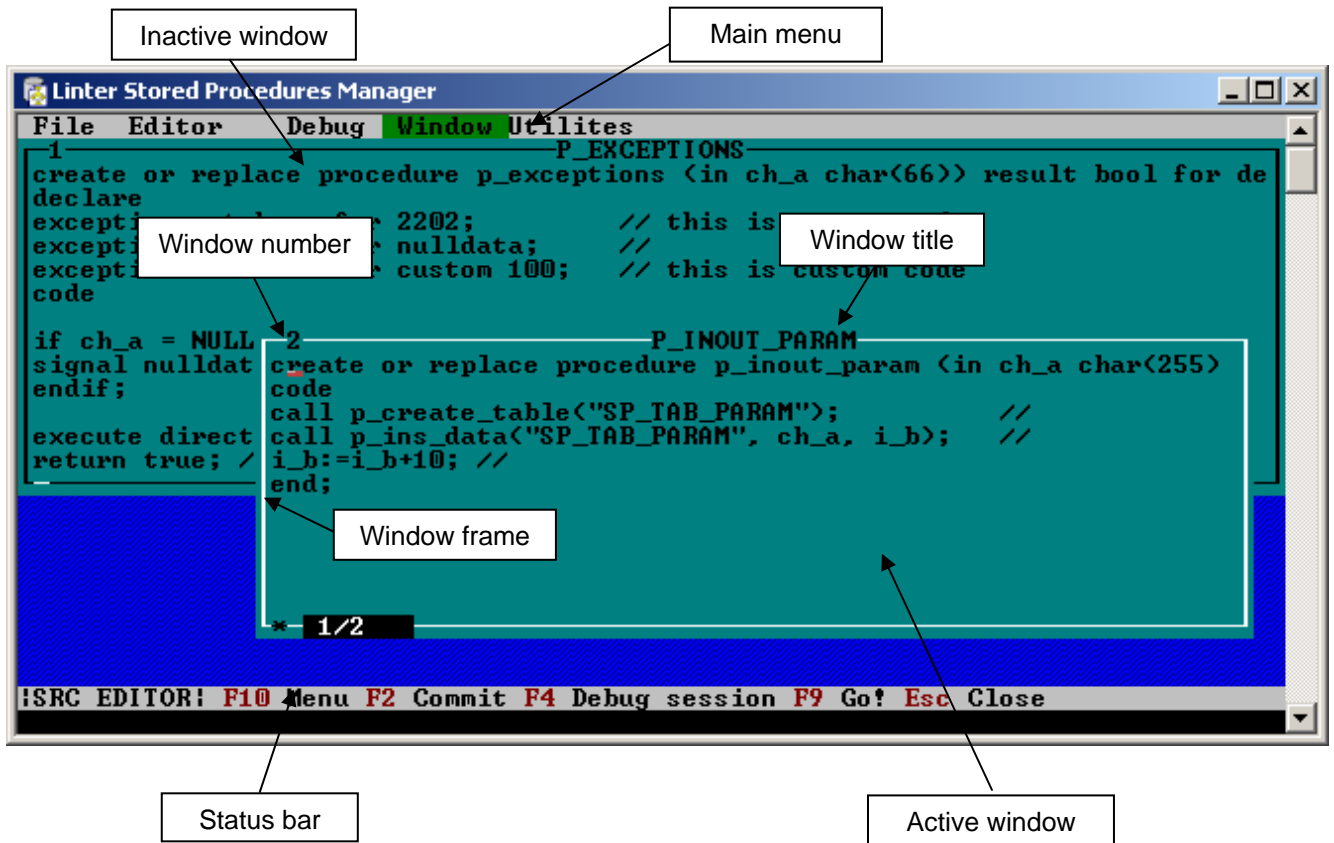 Inactive window
Main menu
Linter Stored Procedures Manager
File Editor Debug Window Utilites
1 P_EXCEPTIONS
create or replace procedure p_exceptions (in ch_a char(66)) result bool for de
declare
2202; // this is
Window number
nulldata; //
Window title
custom 100; // this is custom code
code
if ch_a = NULL
2 P_INOUT_PARAM
signal nulldat
create or replace procedure p_inout_param (in ch_a char(255)
endif;
code
call p_create_table("SP_TAB_PARAM"); //
execute direct
call p_ins_data("SP_TAB_PARAM", ch_a, i_b); //
return true; /
i_b:=i_b+10; //
end;
Window frame
* 1/2
!SRC EDITOR! F10 Menu F2 Commit F4 Debug session F9 Go! Esc Close
Status bar
Active window